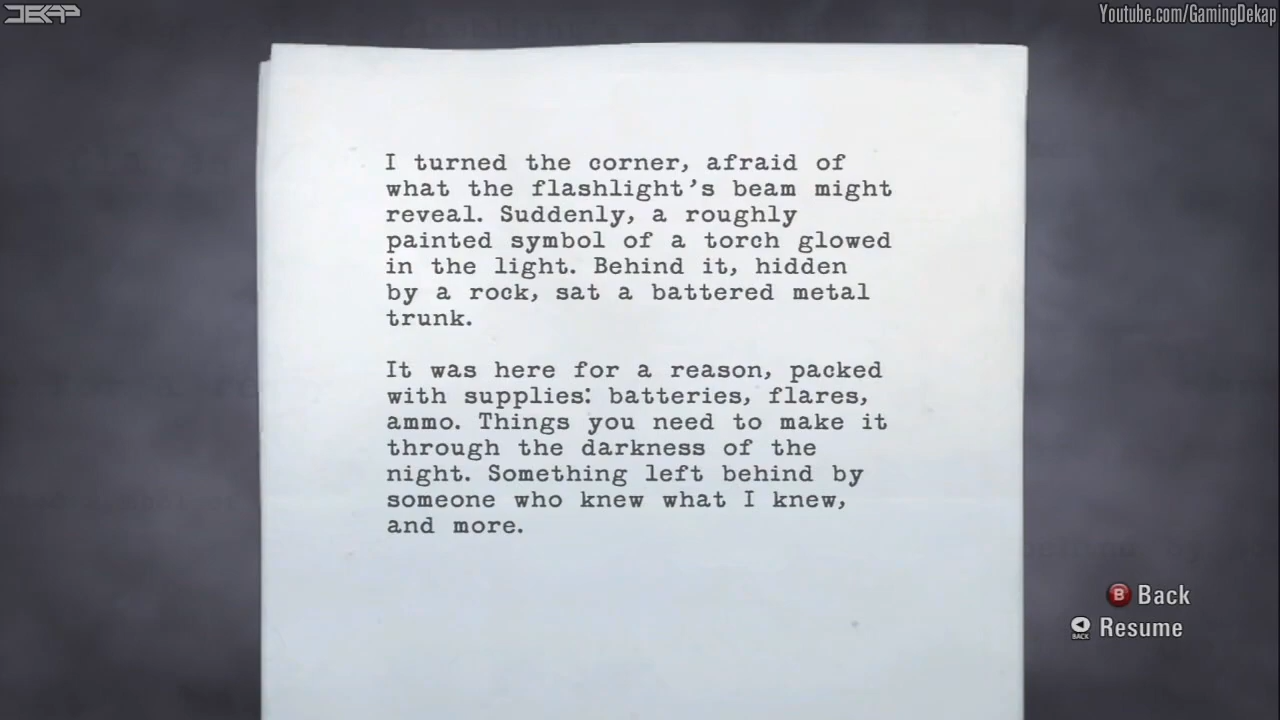 DEKAP
Youtube.com/GamingDekap
I turned the corner, afraid of
what the flashlight's beam might
reveal. Suddenly, a roughly
painted symbol of a torch glowed
in the light. Behind it, hidden
by a rock, sat a battered metal
trunk.
It was here for a reason, packed
with supplies: batteries, flares,
ammo. Things you need to make it
through the darkness of the
night. Something left behind by
someone who knew what I knew,
and more.
B Back
BACK Resume